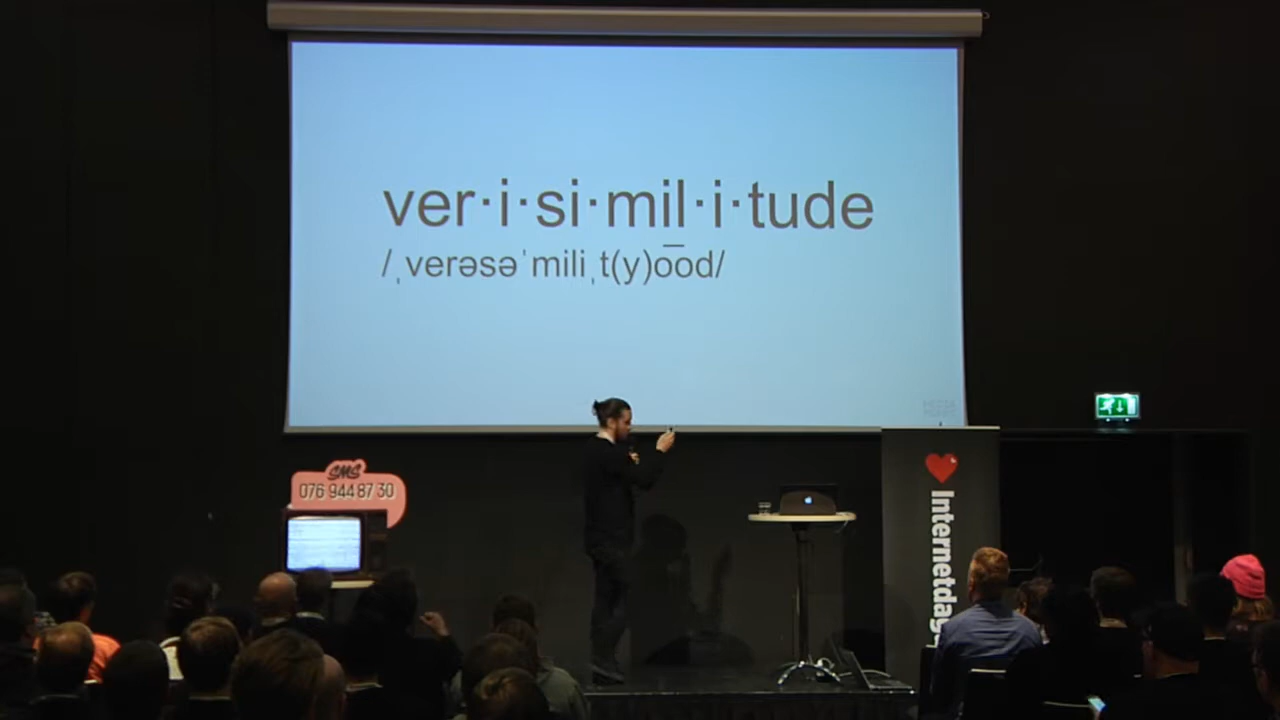 ver·i·si·mil·i·tude
/ˌverəsəˈmiliˌt(y)o͞od/
SMS
076 944 87 30
Internetdag